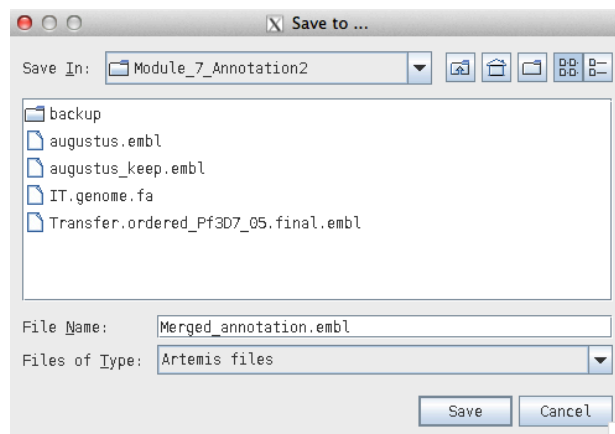 Save to ...
Save In: Module_7_Annotation2
backup
augustus.embl
augustus_keep.embl
IT.genome.fa
Transfer.ordered_Pf3D7_05.final.embl
File Name: Merged_annotation.embl
Files of Type: Artemis files
Save Cancel